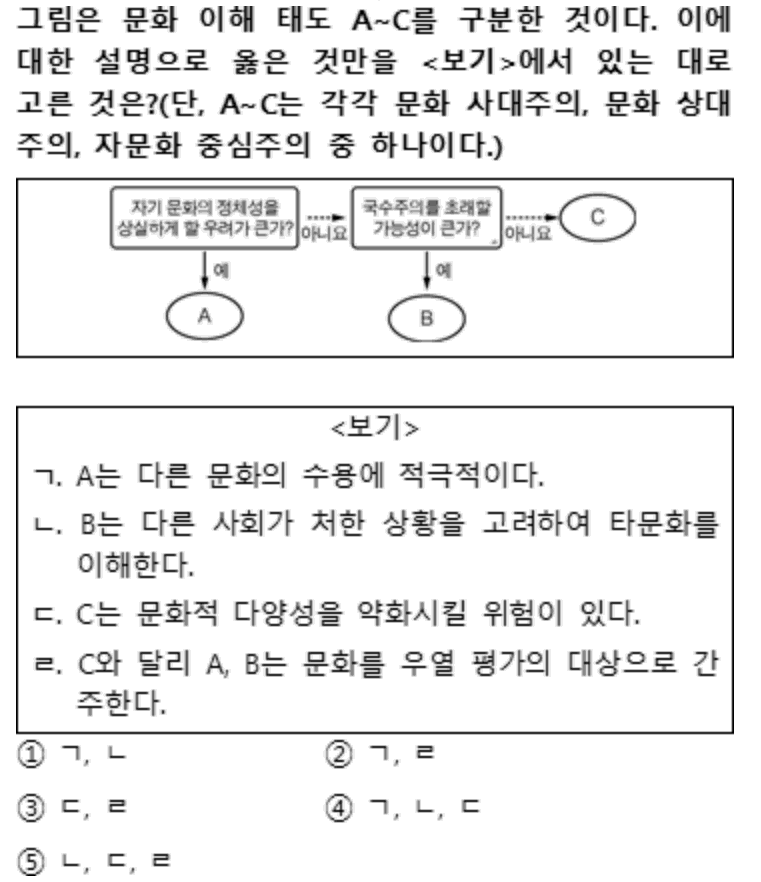 그림은 문화 이해 태도 A~C를 구분한 것이다. 이에
대한 설명으로 옳은 것만을 <보기>에서 있는 대로
고른 것은?(단, A~C는 각각 문화 사대주의, 문화 상대
주의, 자문화 중심주의 중 하나이다.)
자기 문화의 정체성을
상실하게 할 우려가 큰가?
아니요
국수주의를 초래할
가능성이 큰가?
아니요
C
예
예
A
B
<보기>
ㄱ. A는 다른 문화의 수용에 적극적이다.
ㄴ. B는 다른 사회가 처한 상황을 고려하여 타문화를
이해한다.
ㄷ. C는 문화적 다양성을 약화시킬 위험이 있다.
ㄹ. C와 달리 A, B는 문화를 우열 평가의 대상으로 간
주한다.
① ㄱ, ㄴ ② ㄱ, ㄹ
③ ㄷ, ㄹ ④ ㄱ, ㄴ, ㄷ
⑤ ㄴ, ㄷ, ㄹ